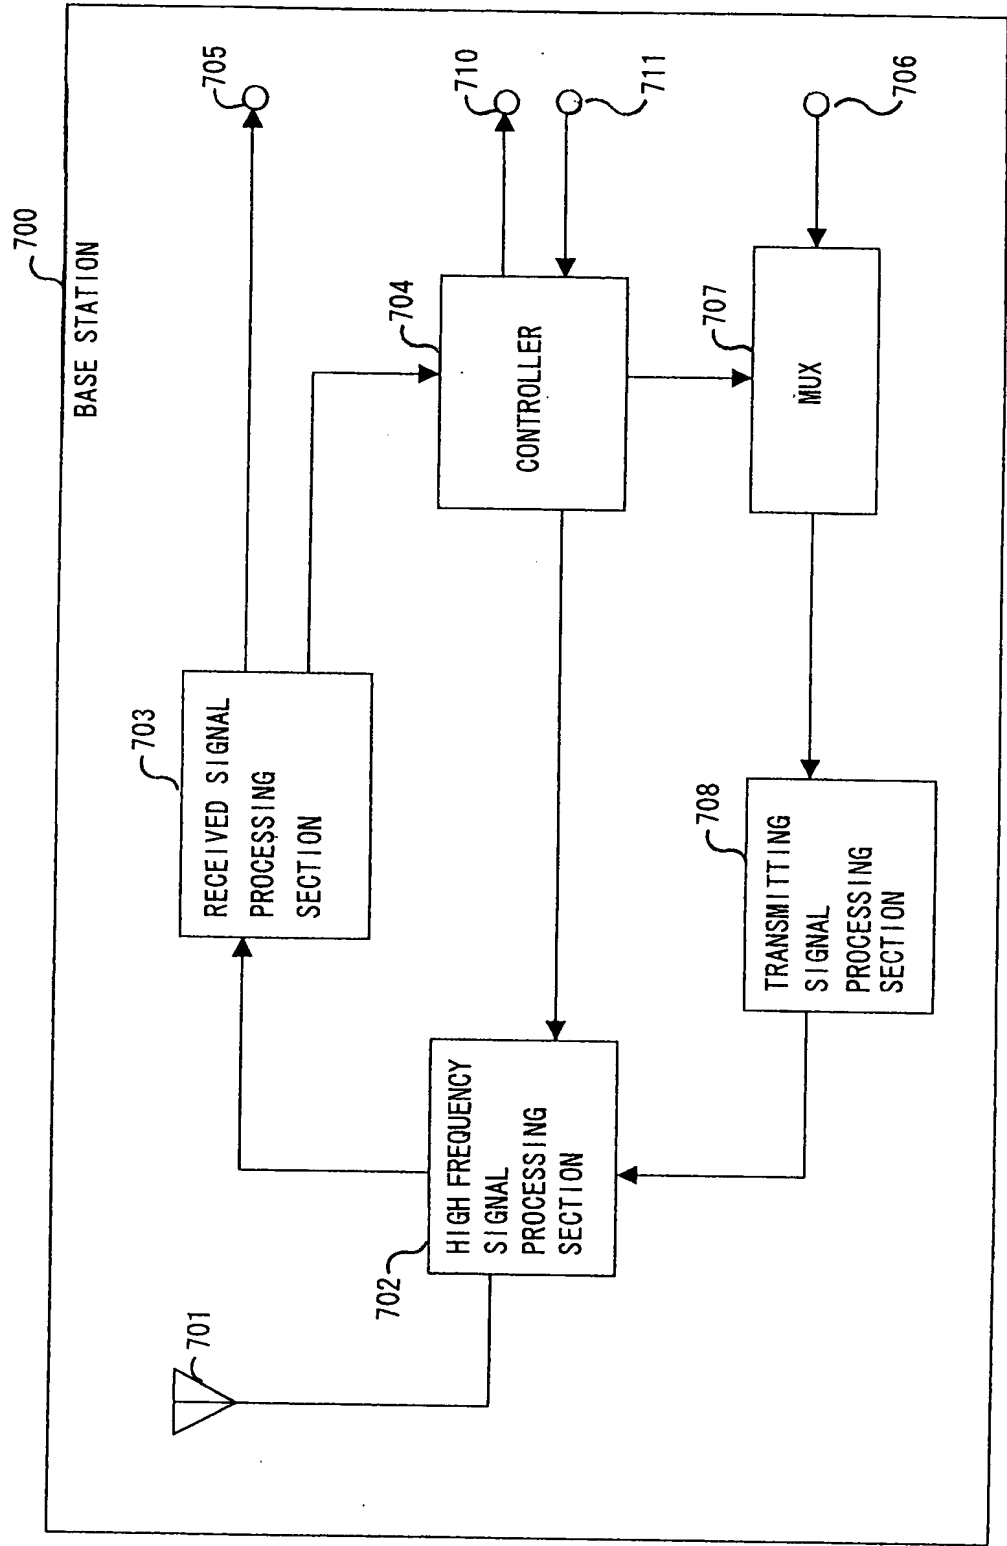 700
BASE STATION
701
702
HIGH FREQUENCY
SIGNAL
PROCESSING
SECTION
703
RECEIVED SIGNAL
PROCESSING
SECTION
704
CONTROLLER
705
710
711
706
707
MUX
708
TRANSMITTING
SIGNAL
PROCESSING
SECTION